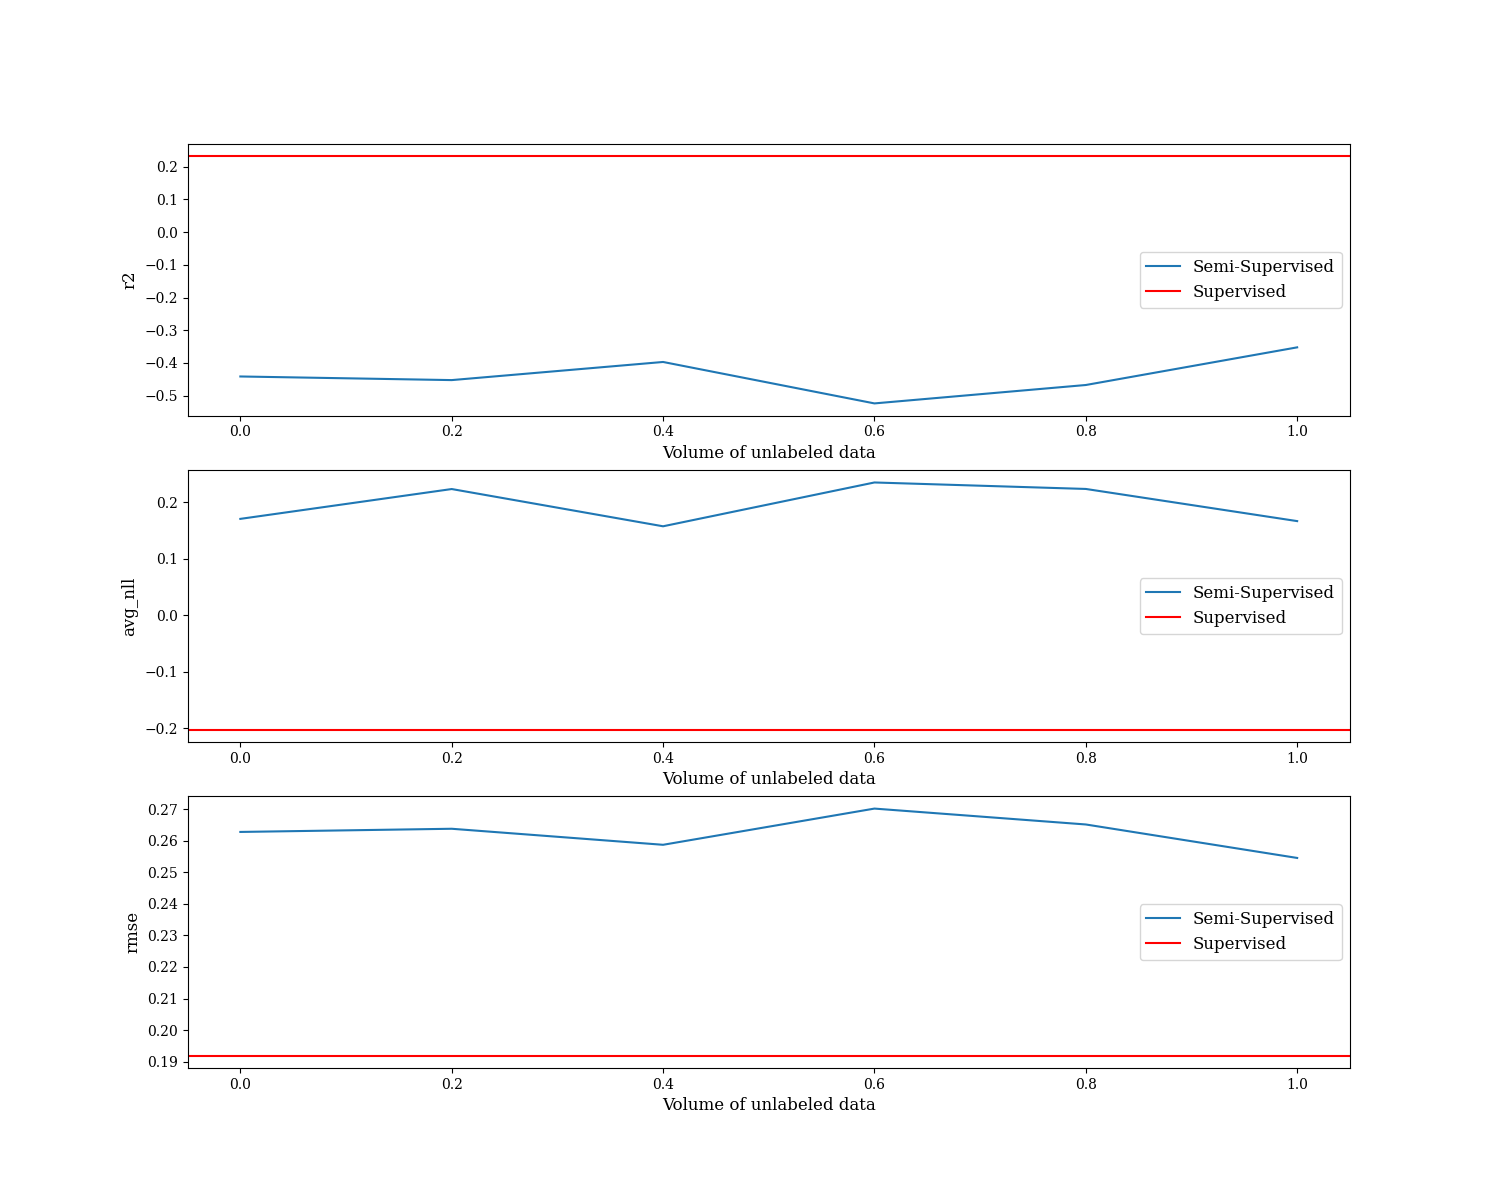 0.2
0.1
0.0
−0.1
−0.2
−0.3
−0.4
−0.5
r2
Semi-Supervised
Supervised
0.0 0.2 0.4 0.6 0.8 1.0
Volume of unlabeled data
0.2
0.1
0.0
−0.1
−0.2
avg_nll
Semi-Supervised
Supervised
0.0 0.2 0.4 0.6 0.8 1.0
Volume of unlabeled data
0.27
0.26
0.25
0.24
0.23
0.22
0.21
0.20
0.19
rmse
Semi-Supervised
Supervised
0.0 0.2 0.4 0.6 0.8 1.0
Volume of unlabeled data